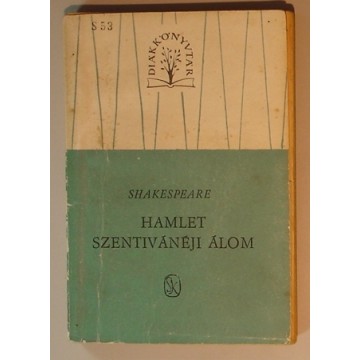 S 53
DIÁKKÖNYVTÁR
SHAKESPEARE
HAMLET
SZENTIVÁNÉJI ÁLOM